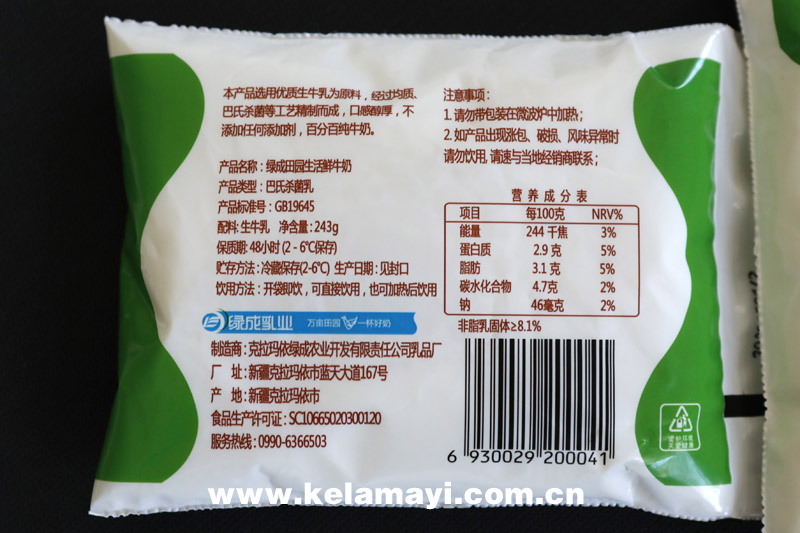 本产品选用优质生牛乳为原料，经过均质、
巴氏杀菌等工艺精制而成，口感醇厚，不
添加任何添加剂，百分百纯牛奶。
产品名称：绿成田园生活鲜牛奶
产品类型：巴氏杀菌乳
产品标准号：GB19645
配料:生牛乳 净含量:243g
保质期:48小时(2－6℃保存)
贮存方法:冷藏保存(2-6℃) 生产日期:见封口
饮用方法：开袋即饮，可直接饮用，也可加热后饮用
绿成乳业 万亩田园 一杯好奶
制造商：克拉玛依绿成农业开发有限责任公司乳品厂
厂 址:新疆克拉玛依市蓝天大道167号
产 地:新疆克拉玛依市
食品生产许可证：SC10665020300120
服务热线:0990-6366503
注意事项：
1.请勿带包装在微波炉中加热；
2.如产品出现涨包、破损、风味异常时
请勿饮用,请速与当地经销商联系；
营养成分表
项目 每100克 NRV%
能量 244 千焦 3%
蛋白质 2.9 克 5%
脂肪 3.1 克 5%
碳水化合物 4.7克 2%
钠 46毫克 2%
非脂乳固体≥8.1%
6 930029 200041
www.kelamayi.com.cn